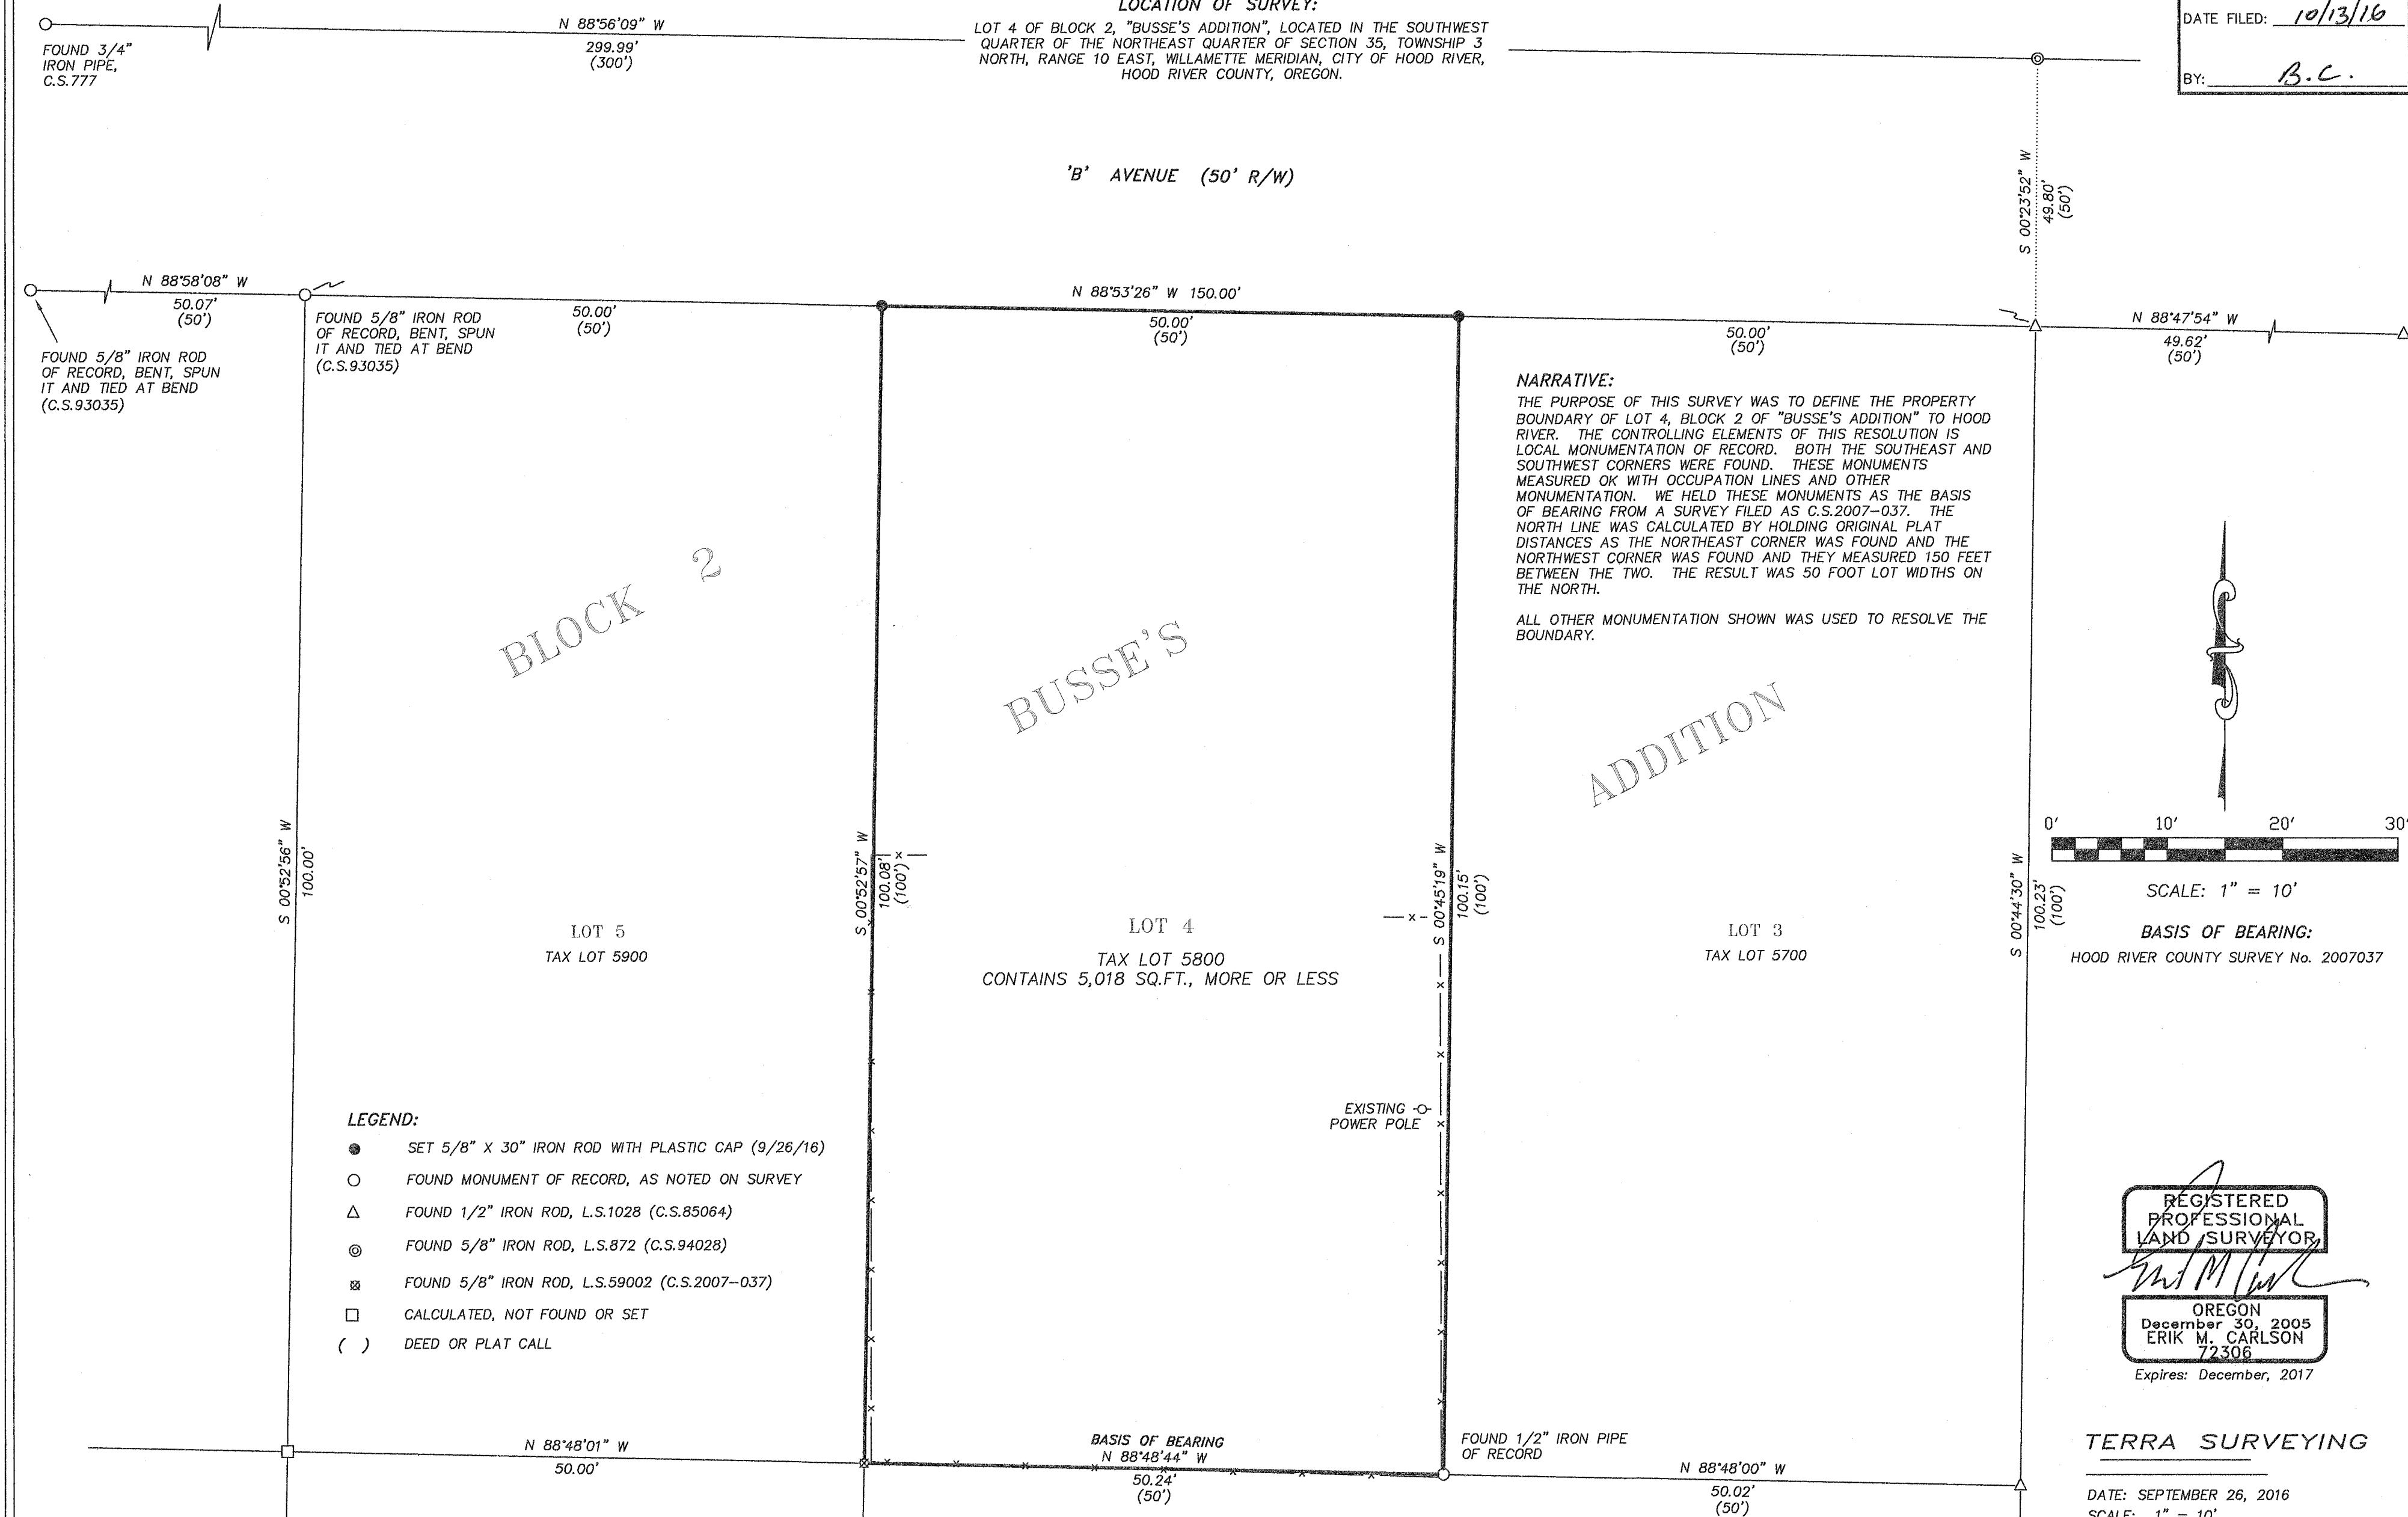 LOCATION OF SURVEY:
LOT 4 OF BLOCK 2, "BUSSE'S ADDITION", LOCATED IN THE SOUTHWEST
QUARTER OF THE NORTHEAST QUARTER OF SECTION 35, TOWNSHIP 3
NORTH, RANGE 10 EAST, WILLAMETTE MERIDIAN, CITY OF HOOD RIVER,
HOOD RIVER COUNTY, OREGON.
DATE FILED: 10/13/16
BY: B.C.
N 88°56'09" W
299.99'
(300')
FOUND 3/4"
IRON PIPE,
C.S.777
'B' AVENUE (50' R/W)
S 00°23'52" W
49.80'
(50')
N 88°58'08" W
50.07'
(50')
FOUND 5/8" IRON ROD
OF RECORD, BENT, SPUN
IT AND TIED AT BEND
(C.S.93035)
FOUND 5/8" IRON ROD
OF RECORD, BENT, SPUN
IT AND TIED AT BEND
(C.S.93035)
50.00'
(50')
N 88°53'26" W 150.00'
50.00'
(50')
50.00'
(50')
N 88°47'54" W
49.62'
(50')
NARRATIVE:
THE PURPOSE OF THIS SURVEY WAS TO DEFINE THE PROPERTY
BOUNDARY OF LOT 4, BLOCK 2 OF "BUSSE'S ADDITION" TO HOOD
RIVER. THE CONTROLLING ELEMENTS OF THIS RESOLUTION IS
LOCAL MONUMENTATION OF RECORD. BOTH THE SOUTHEAST AND
SOUTHWEST CORNERS WERE FOUND. THESE MONUMENTS
MEASURED OK WITH OCCUPATION LINES AND OTHER
MONUMENTATION. WE HELD THESE MONUMENTS AS THE BASIS
OF BEARING FROM A SURVEY FILED AS C.S.2007-037. THE
NORTH LINE WAS CALCULATED BY HOLDING ORIGINAL PLAT
DISTANCES AS THE NORTHEAST CORNER WAS FOUND AND THE
NORTHWEST CORNER WAS FOUND AND THEY MEASURED 150 FEET
BETWEEN THE TWO. THE RESULT WAS 50 FOOT LOT WIDTHS ON
THE NORTH.
ALL OTHER MONUMENTATION SHOWN WAS USED TO RESOLVE THE
BOUNDARY.
BLOCK 2
BUSSE'S
ADDITION
S 00°52'56" W
100.00'
S 00°52'57" W
100.08'
(100')
S 00°45'19" W
100.15'
(100')
S 00°44'30" W
100.23'
(100')
LOT 5
TAX LOT 5900
LOT 4
TAX LOT 5800
CONTAINS 5,018 SQ.FT., MORE OR LESS
LOT 3
TAX LOT 5700
0' 10' 20' 30'
SCALE: 1" = 10'
BASIS OF BEARING:
HOOD RIVER COUNTY SURVEY No. 2007037
EXISTING
POWER POLE
LEGEND:
SET 5/8" X 30" IRON ROD WITH PLASTIC CAP (9/26/16)
FOUND MONUMENT OF RECORD, AS NOTED ON SURVEY
FOUND 1/2" IRON ROD, L.S.1028 (C.S.85064)
FOUND 5/8" IRON ROD, L.S.872 (C.S.94028)
FOUND 5/8" IRON ROD, L.S.59002 (C.S.2007-037)
CALCULATED, NOT FOUND OR SET
( ) DEED OR PLAT CALL
REGISTERED
PROFESSIONAL
LAND SURVEYOR
OREGON
December 30, 2005
ERIK M. CARLSON
72306
Expires: December, 2017
N 88°48'01" W
50.00'
BASIS OF BEARING
N 88°48'44" W
50.24'
(50')
FOUND 1/2" IRON PIPE
OF RECORD
N 88°48'00" W
50.02'
(50')
TERRA SURVEYING
DATE: SEPTEMBER 26, 2016
SCALE: 1" = 10'